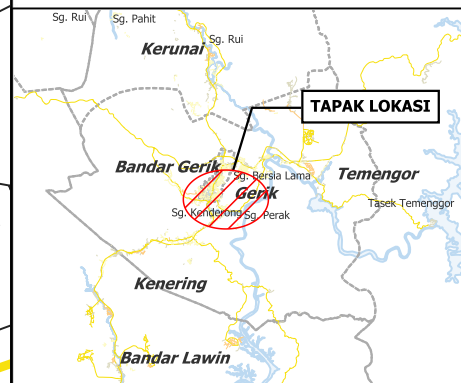 Sg. Rui
Sg. Pahit
Sg. Rui
Kerunai
TAPAK LOKASI
Bandar Gerik
Sg. Persia Lama
Temengor
Gerik
Tasek Temenggor
Sg. Kenderong
Sg. Perak
Kenering
Bandar Lawin